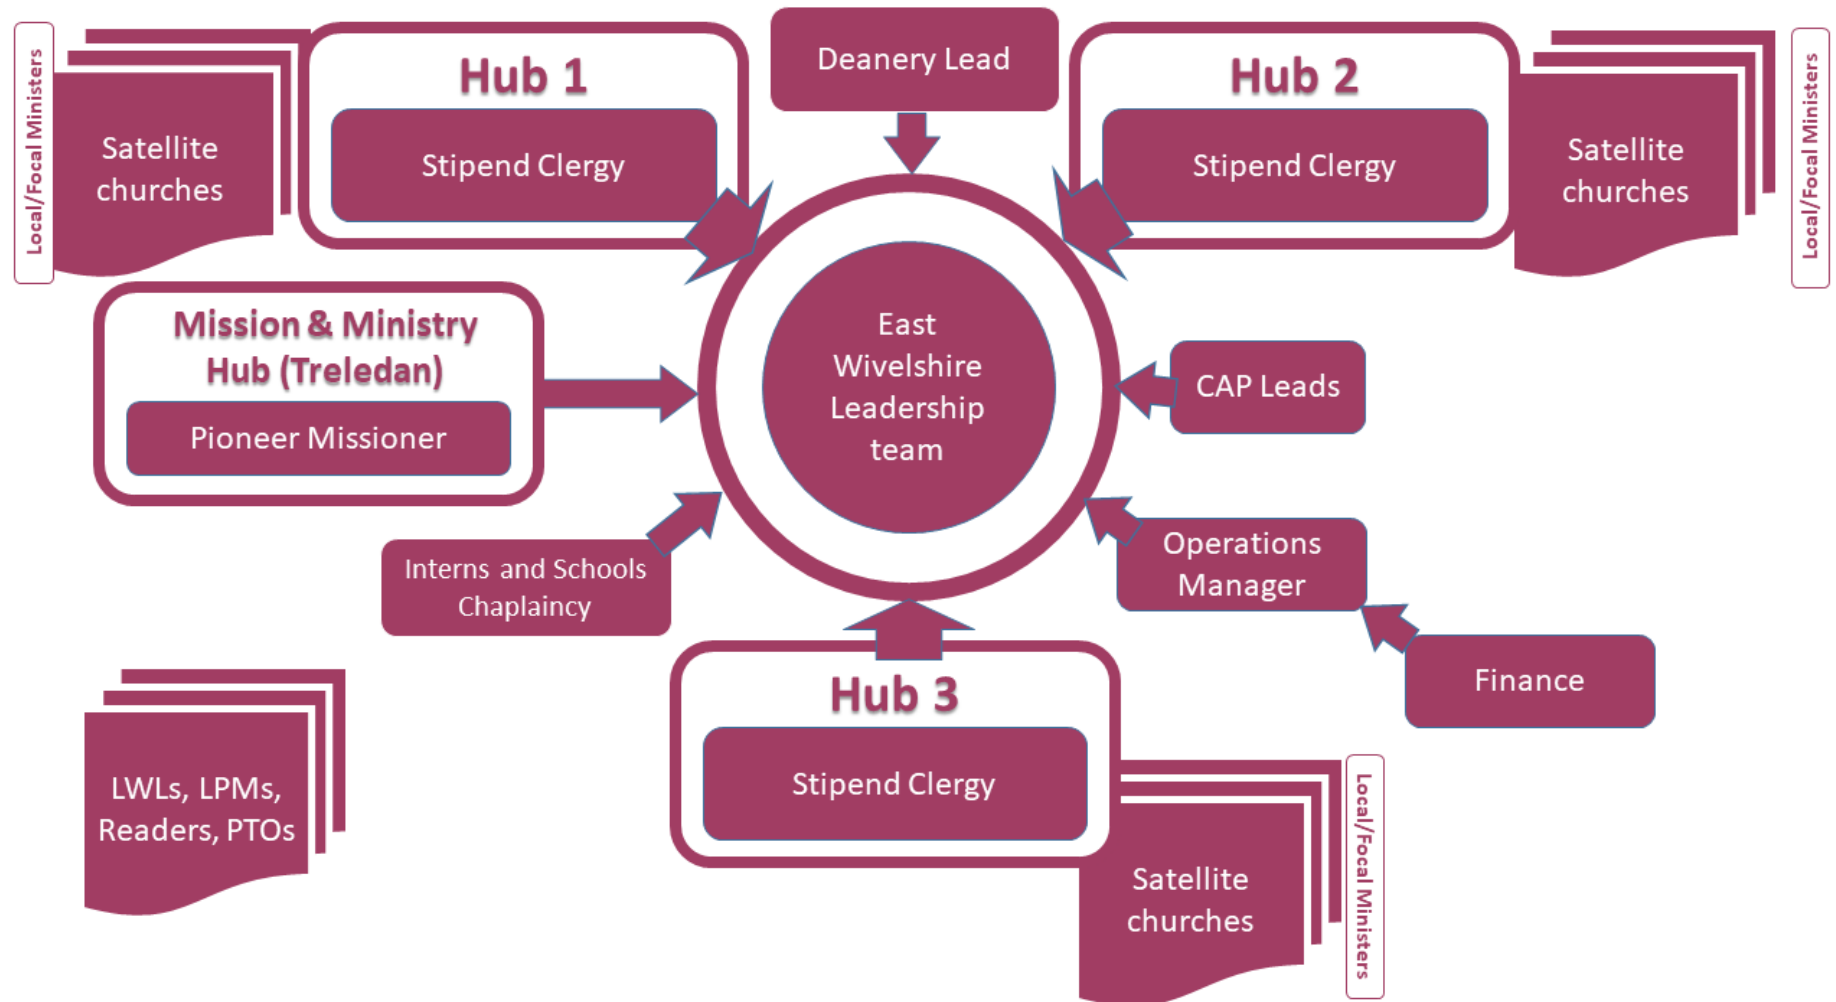 Local/Focal Ministers
Satellite
churches
Hub 1
Stipend Clergy
Deanery Lead
Hub 2
Stipend Clergy
Satellite
churches
Local/Focal Ministers
Mission & Ministry
Hub (Treledan)
Pioneer Missioner
East
Wivelshire
Leadership
team
CAP Leads
Interns and Schools
Chaplaincy
Operations
Manager
Finance
Hub 3
Stipend Clergy
LWLs, LPMs,
Readers, PTOs
Satellite
churches
Local/Focal Ministers